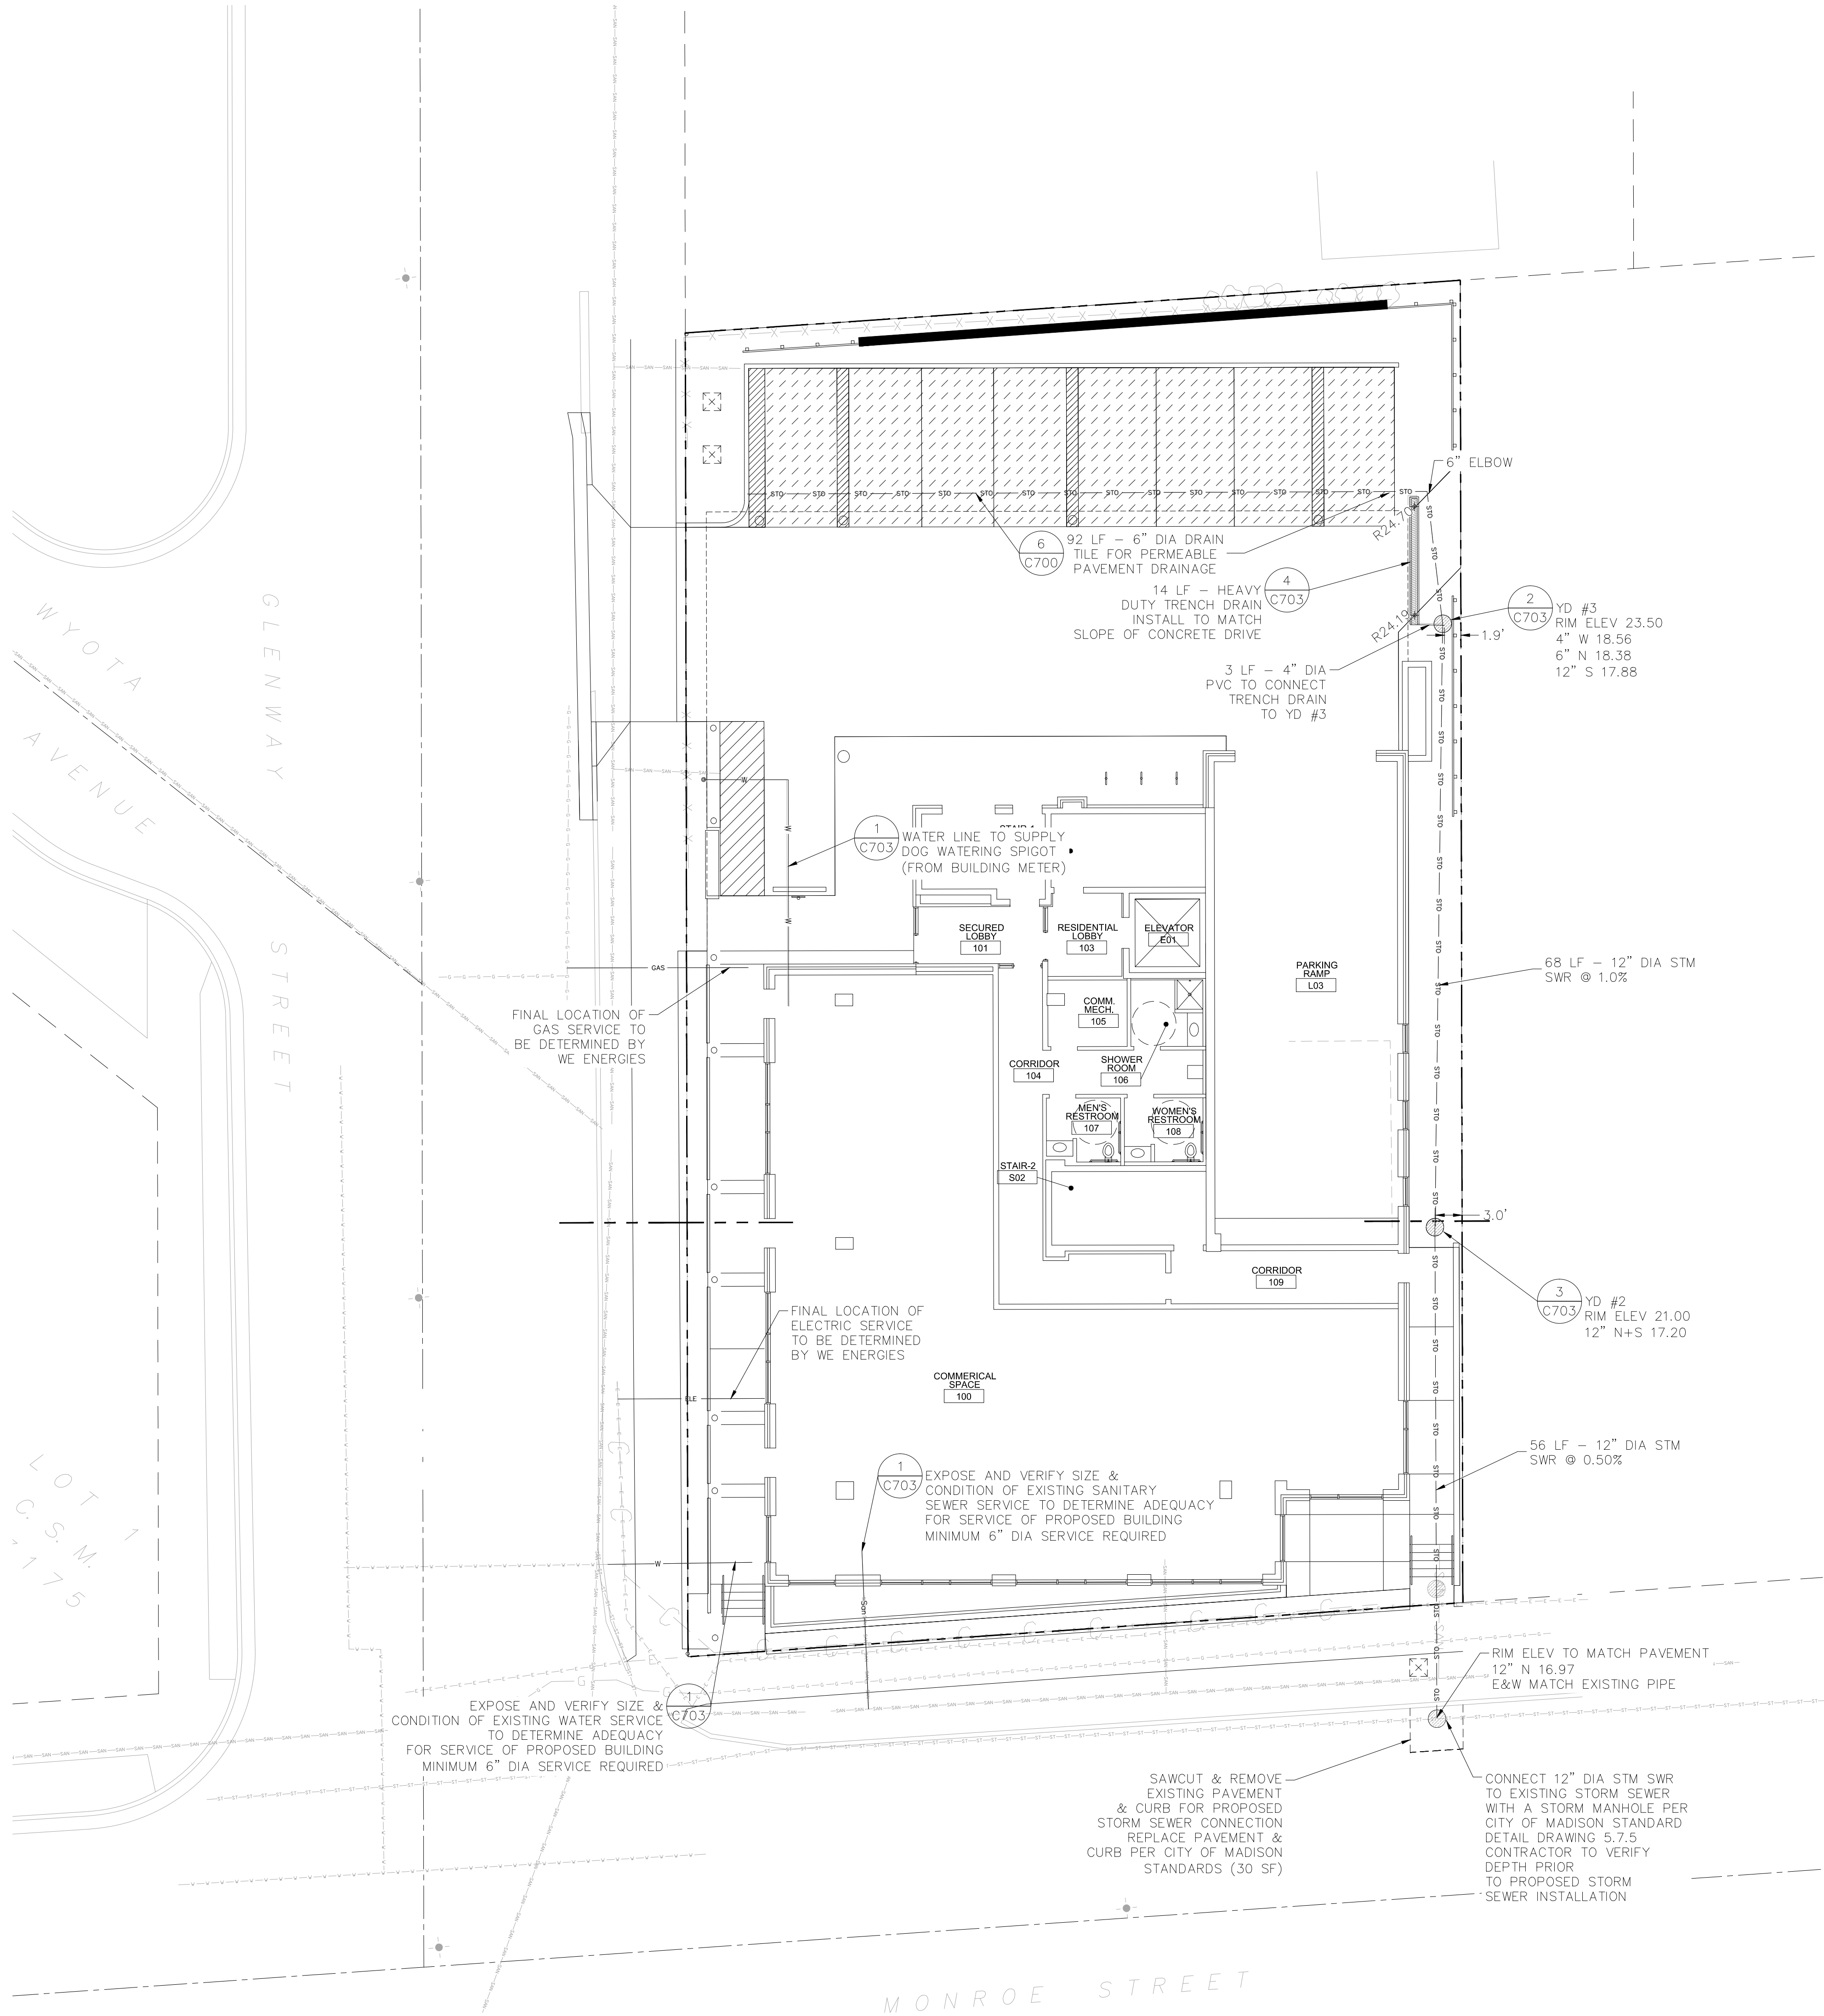 6" ELBOW
6
C700
92 LF – 6" DIA DRAIN
TILE FOR PERMEABLE
PAVEMENT DRAINAGE
R24.70
4
C703
14 LF – HEAVY
DUTY TRENCH DRAIN
INSTALL TO MATCH
SLOPE OF CONCRETE DRIVE
R24.19
2
C703
YD #3
RIM ELEV 23.50
4" W 18.56
6" N 18.38
12" S 17.88
1.9'
3 LF – 4" DIA
PVC TO CONNECT
TRENCH DRAIN
TO YD #3
WYOTA
AVENUE
GLENWAY
STREET
1
C703
WATER LINE TO SUPPLY
DOG WATERING SPIGOT
(FROM BUILDING METER)
SECURED
LOBBY
101
RESIDENTIAL
LOBBY
103
ELEVATOR
E01
PARKING
RAMP
L03
68 LF – 12" DIA STM
SWR @ 1.0%
GAS
FINAL LOCATION OF
GAS SERVICE TO
BE DETERMINED BY
WE ENERGIES
COMM.
MECH.
105
CORRIDOR
104
SHOWER
ROOM
106
MEN'S
RESTROOM
107
WOMEN'S
RESTROOM
108
STAIR-2
S02
3.0'
CORRIDOR
109
3
C703
YD #2
RIM ELEV 21.00
12" N+S 17.20
FINAL LOCATION OF
ELECTRIC SERVICE
TO BE DETERMINED
BY WE ENERGIES
ELE
COMMERICAL
SPACE
100
56 LF – 12" DIA STM
SWR @ 0.50%
1
C703
EXPOSE AND VERIFY SIZE &
CONDITION OF EXISTING SANITARY
SEWER SERVICE TO DETERMINE ADEQUACY
FOR SERVICE OF PROPOSED BUILDING
MINIMUM 6" DIA SERVICE REQUIRED
LOT 1
C.S.M.
W
San
RIM ELEV TO MATCH PAVEMENT
12" N 16.97
E&W MATCH EXISTING PIPE
1
C703
EXPOSE AND VERIFY SIZE &
CONDITION OF EXISTING WATER SERVICE
TO DETERMINE ADEQUACY
FOR SERVICE OF PROPOSED BUILDING
MINIMUM 6" DIA SERVICE REQUIRED
SAWCUT & REMOVE
EXISTING PAVEMENT
& CURB FOR PROPOSED
STORM SEWER CONNECTION
REPLACE PAVEMENT &
CURB PER CITY OF MADISON
STANDARDS (30 SF)
CONNECT 12" DIA STM SWR
TO EXISTING STORM SEWER
WITH A STORM MANHOLE PER
CITY OF MADISON STANDARD
DETAIL DRAWING 5.7.5
CONTRACTOR TO VERIFY
DEPTH PRIOR
TO PROPOSED STORM
SEWER INSTALLATION
MONROE STREET